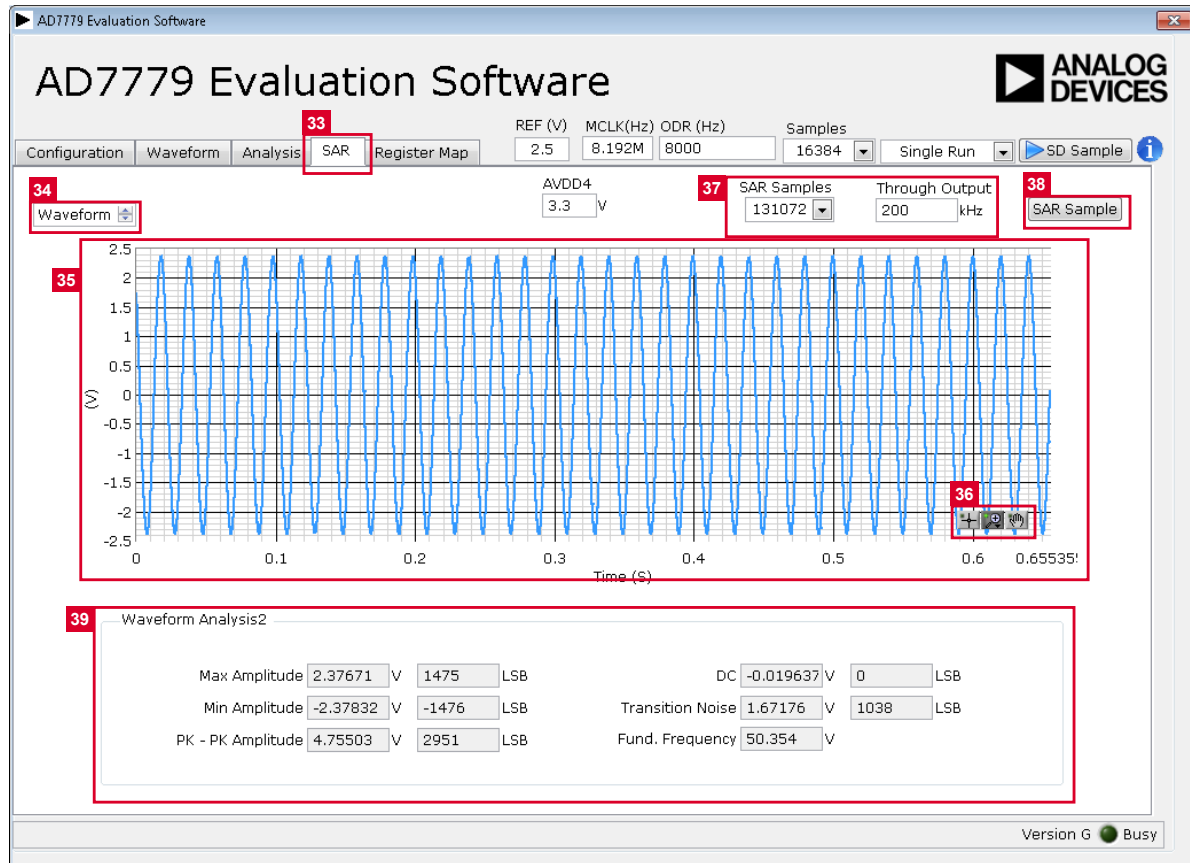 AD7779 Evaluation Software
AD7779 Evaluation Software
ANALOG
DEVICES
33
REF (V) MCLK(Hz) ODR (Hz) Samples
Configuration Waveform Analysis SAR Register Map 2.5 8.192M 8000 16384 Single Run SD Sample i
34 AVDD4 37 SAR Samples Through Output 38
Waveform 3.3 V 131072 200 kHz SAR Sample
35
2.5
2
1.5
1
0.5
0
-0.5
-1
-1.5
-2
-2.5
(V)
36
0 0.1 0.2 0.3 0.4 0.5 0.6 0.65535
Time (S)
39 Waveform Analysis2
Max Amplitude 2.37671 V 1475 LSB DC -0.019637 V 0 LSB
Min Amplitude -2.37832 V -1476 LSB Transition Noise 1.67176 V 1038 LSB
PK - PK Amplitude 4.75503 V 2951 LSB Fund. Frequency 50.354 V
Version G Busy